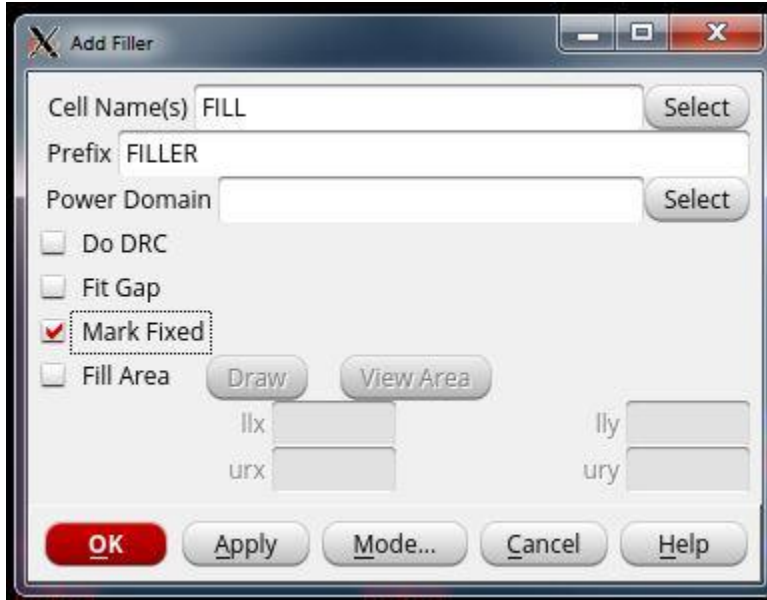 Add Filler
Cell Name(s) FILL Select
Prefix FILLER
Power Domain Select
Do DRC
Fit Gap
Mark Fixed
Fill Area Draw View Area
llx lly
urx ury
OK Apply Mode... Cancel Help